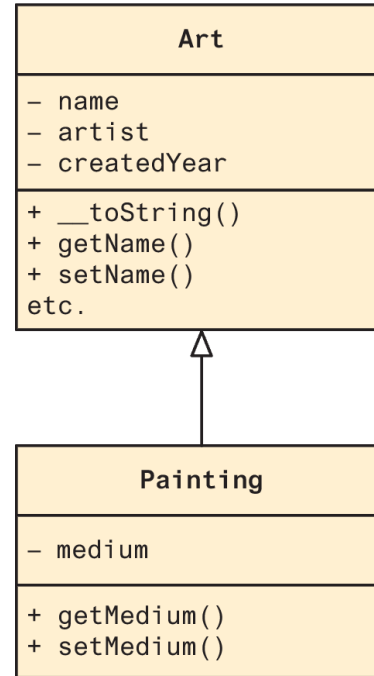 Art
– name
– artist
– createdYear
+ __toString()
+ getName()
+ setName()
etc.
Painting
– medium
+ getMedium()
+ setMedium()